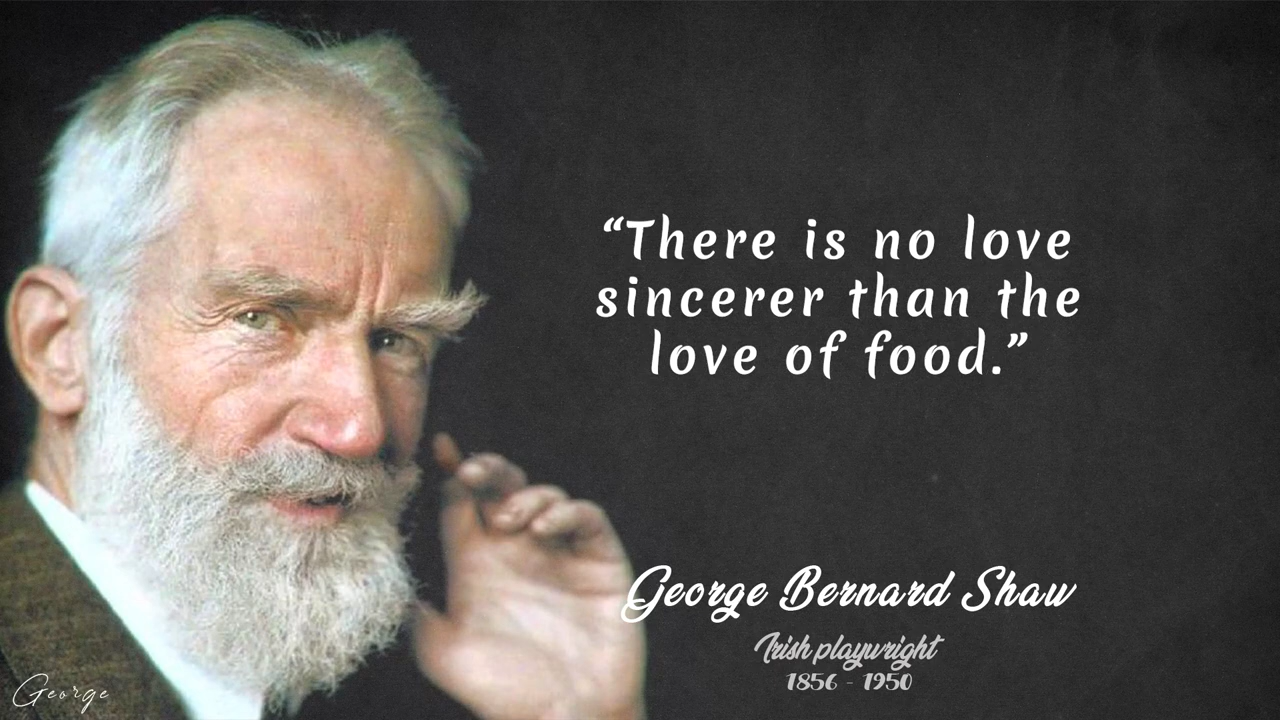 “There is no love
sincerer than the
love of food.”
George Bernard Shaw
Irish playwright
1856 - 1950
George